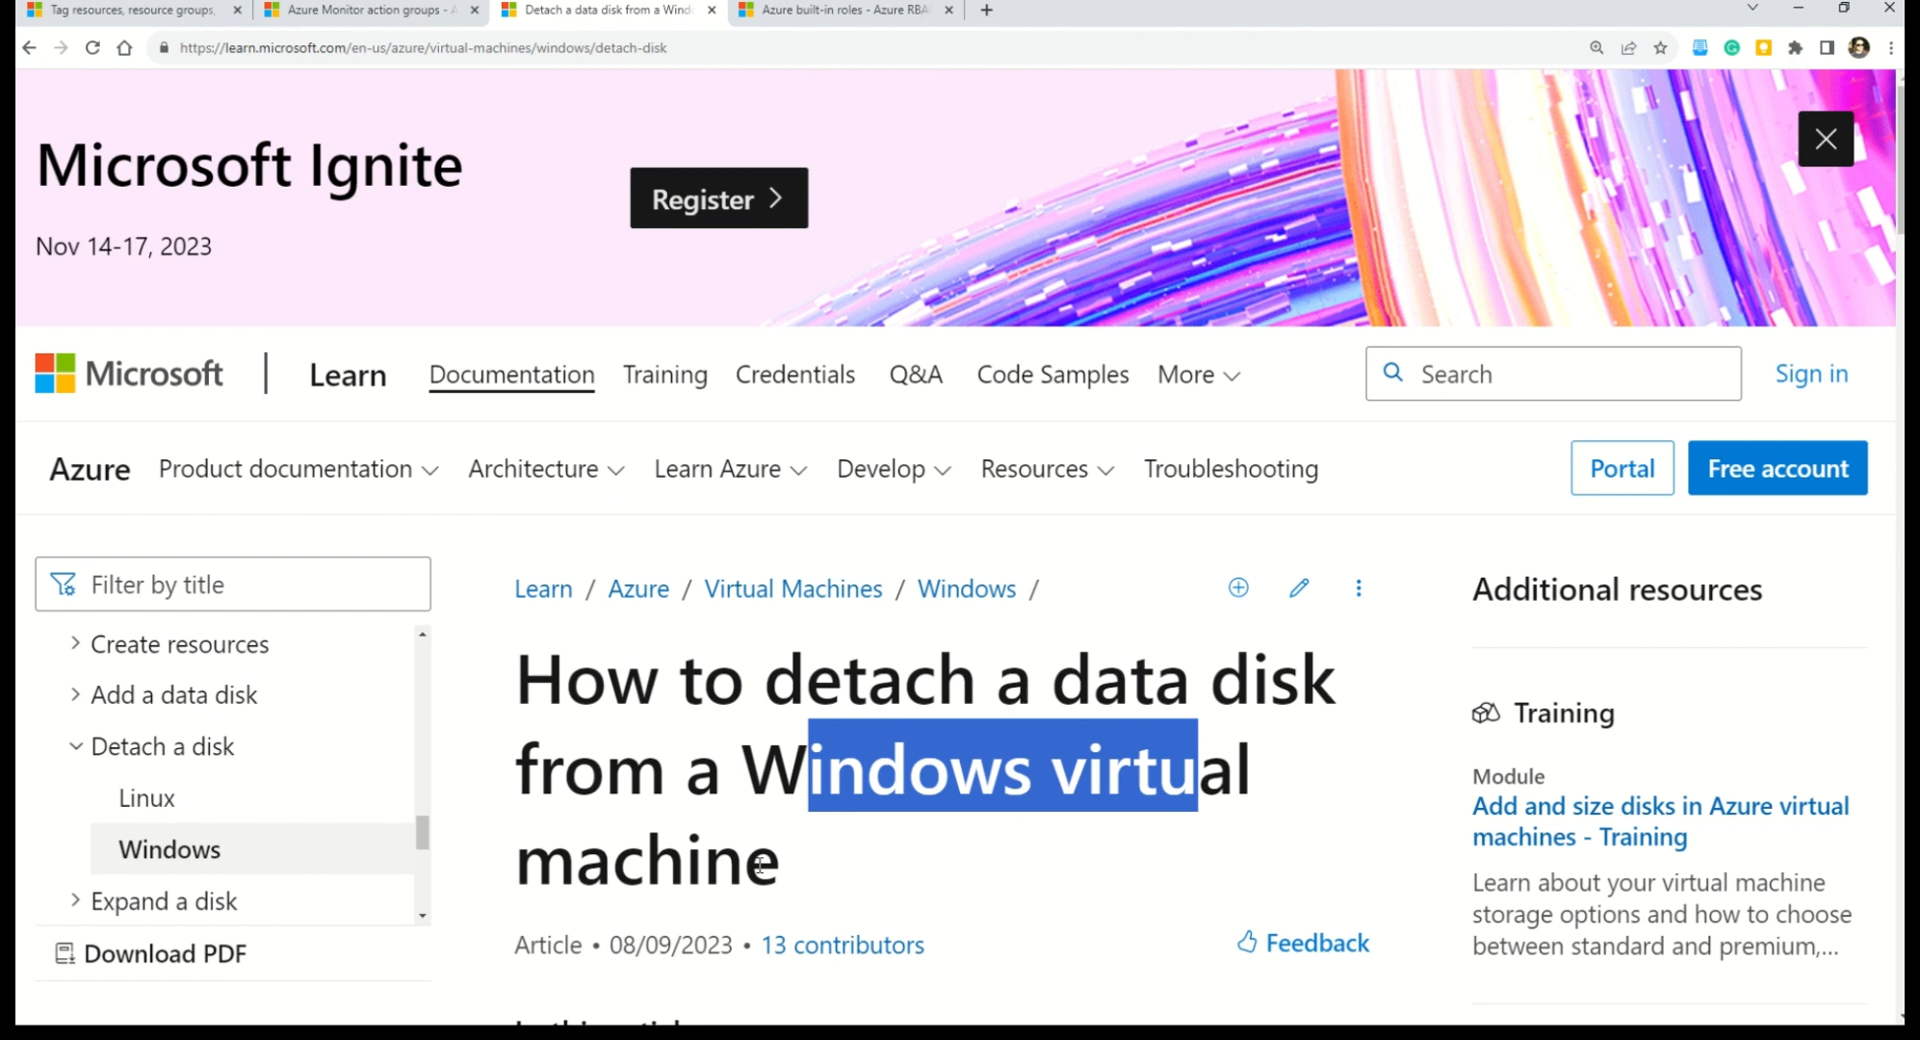 Tag resources, resource groups,
Azure Monitor action groups - A
Detach a data disk from a Wind
Azure built-in roles - Azure RBA
https://learn.microsoft.com/en-us/azure/virtual-machines/windows/detach-disk
Microsoft Ignite
Nov 14-17, 2023
Register
Microsoft
Learn
Documentation
Training
Credentials
Q&A
Code Samples
More
Search
Sign in
Azure
Product documentation
Architecture
Learn Azure
Develop
Resources
Troubleshooting
Portal
Free account
Filter by title
Create resources
Add a data disk
Detach a disk
Linux
Windows
Expand a disk
Download PDF
Learn / Azure / Virtual Machines / Windows /
How to detach a data disk
from a Windows virtual
machine
Article • 08/09/2023 • 13 contributors
Feedback
Additional resources
Training
Module
Add and size disks in Azure virtual
machines - Training
Learn about your virtual machine
storage options and how to choose
between standard and premium,...